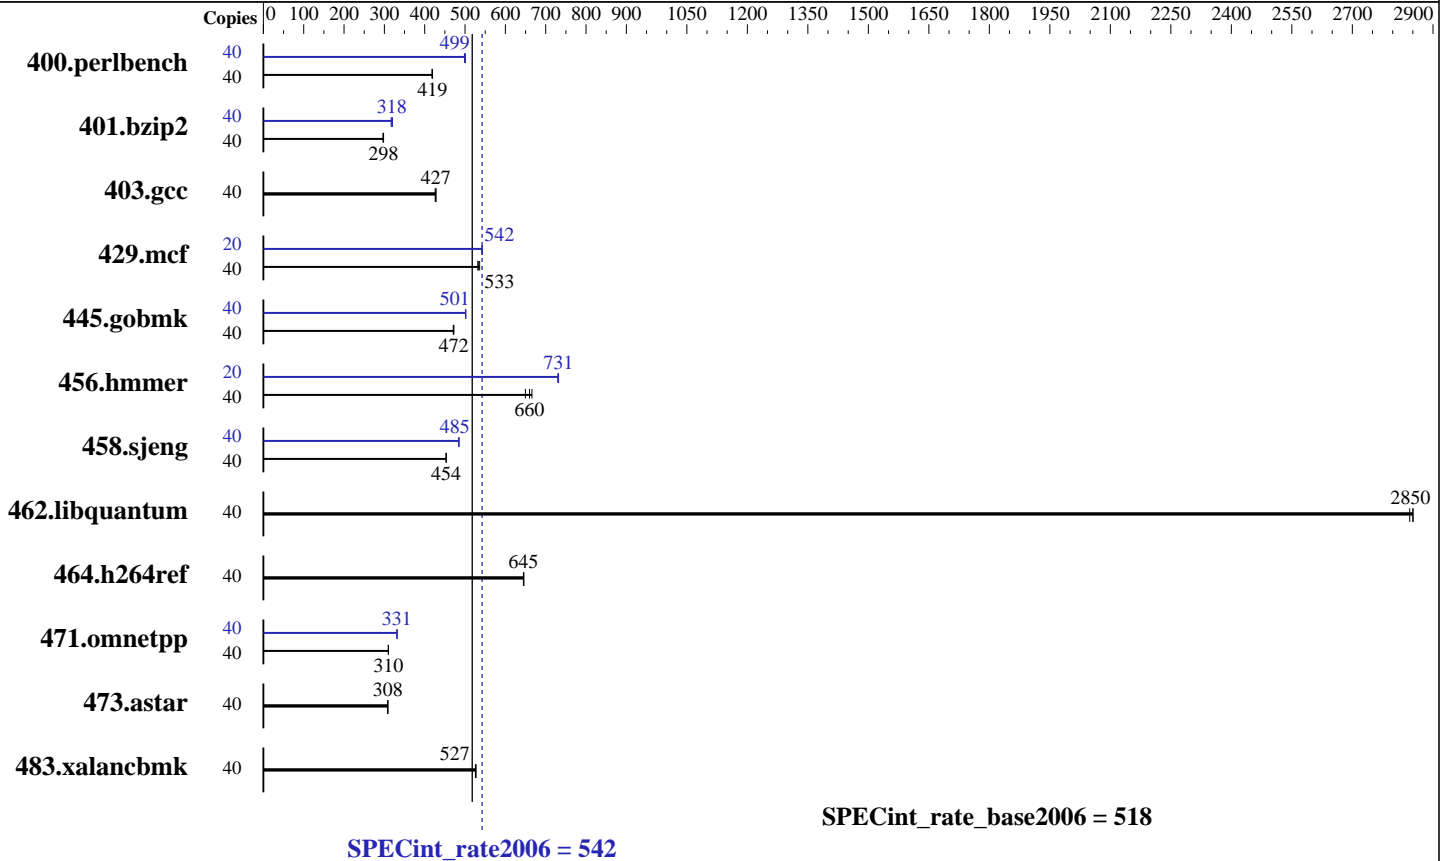 Copies 0 100 200 300 400 500 600 700 800 900 1050 1200 1350 1500 1650 1800 1950 2100 2250 2400 2550 2700 2900
400.perlbench 40 499
40 419
401.bzip2 40 318
40 298
403.gcc 40 427
429.mcf 20 542
40 533
445.gobmk 40 501
40 472
456.hmmer 20 731
40 660
458.sjeng 40 485
40 454
462.libquantum 40 2850
464.h264ref 40 645
471.omnetpp 40 331
40 310
473.astar 40 308
483.xalancbmk 40 527
SPECint_rate_base2006 = 518
SPECint_rate2006 = 542